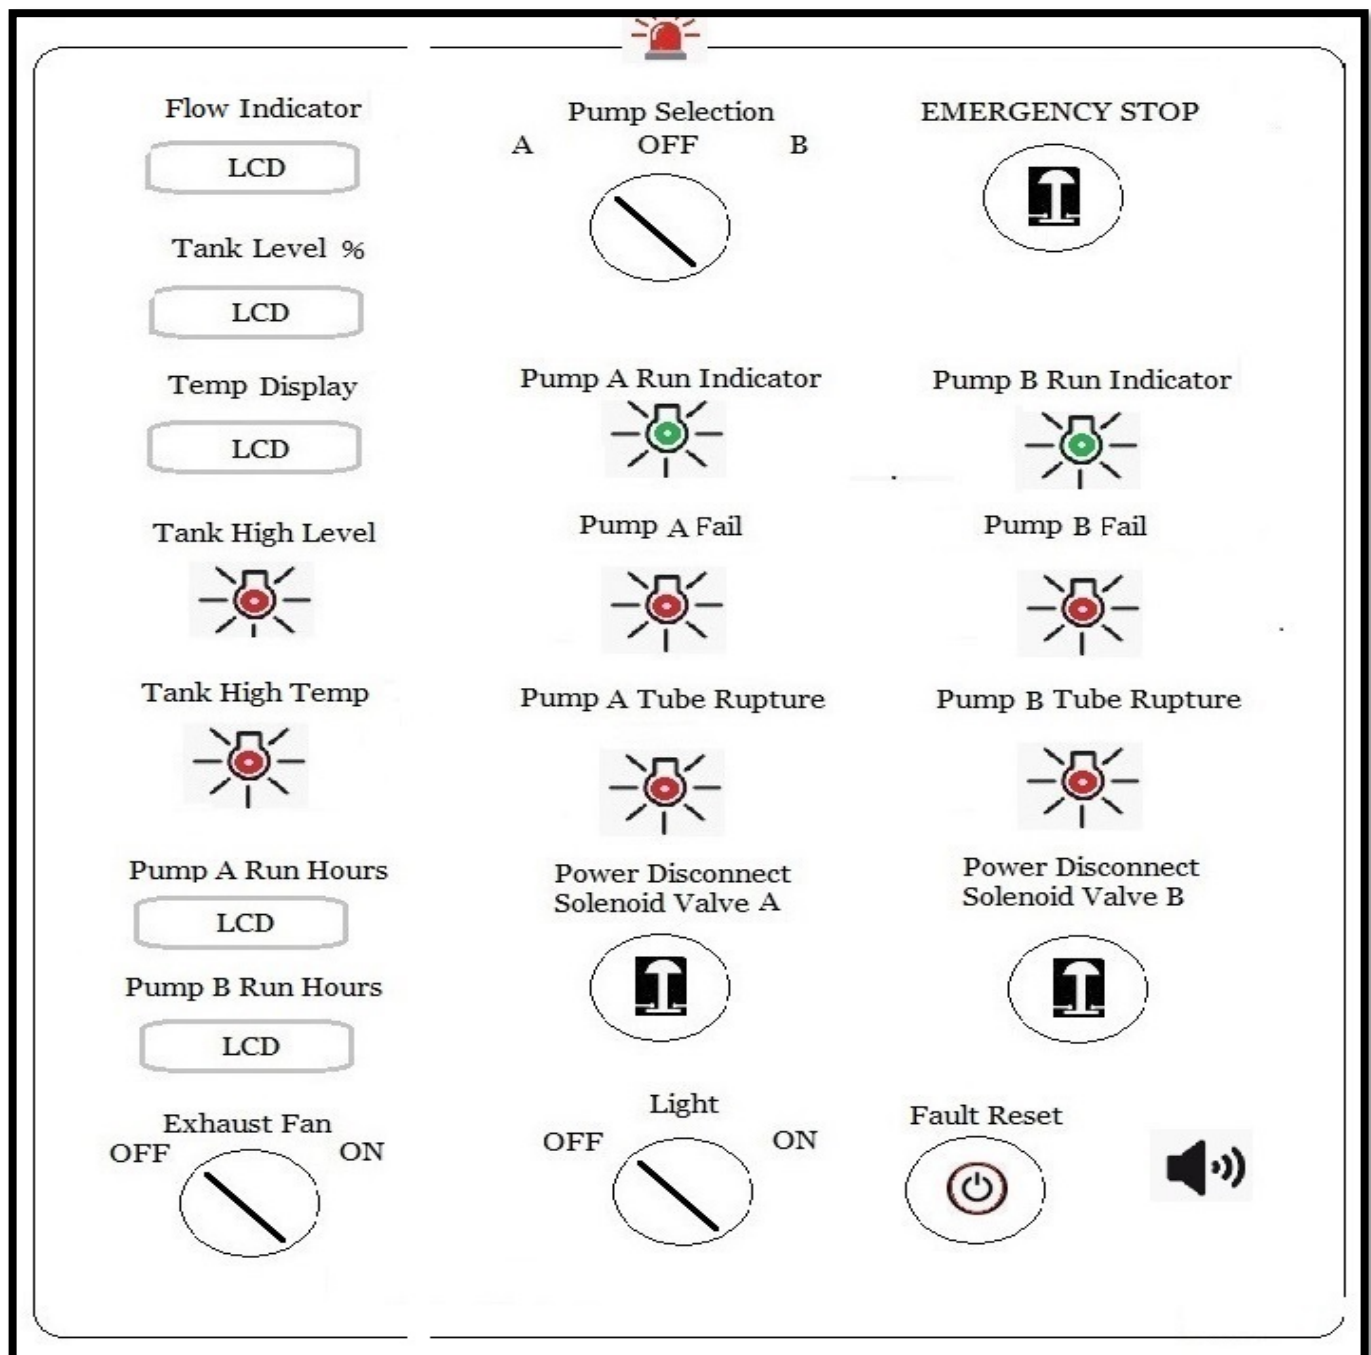 Flow Indicator
LCD
Tank Level %
LCD
Temp Display
LCD
Tank High Level
Tank High Temp
Pump A Run Hours
LCD
Pump B Run Hours
LCD
Exhaust Fan
OFF ON
Pump Selection
A OFF B
Pump A Run Indicator
Pump A Fail
Pump A Tube Rupture
Power Disconnect
Solenoid Valve A
Light
OFF ON
EMERGENCY STOP
Pump B Run Indicator
Pump B Fail
Pump B Tube Rupture
Power Disconnect
Solenoid Valve B
Fault Reset